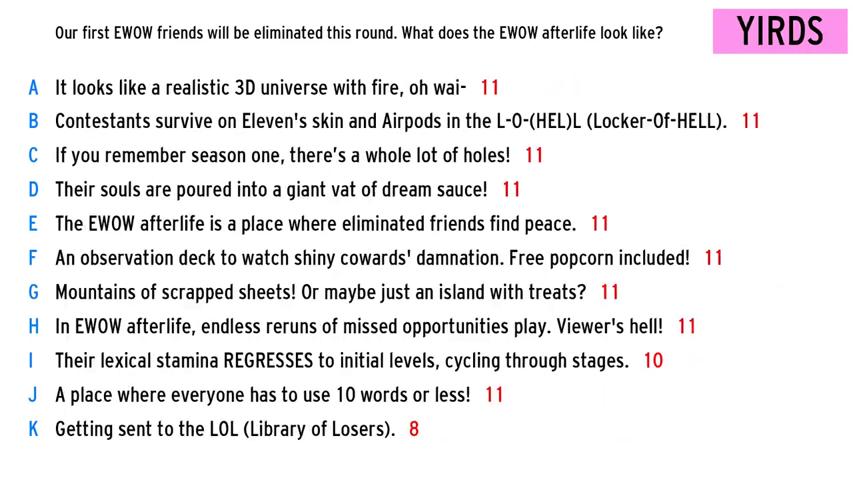 Our first EWOW friends will be eliminated this round. What does the EWOW afterlife look like?
YIRDS
A It looks like a realistic 3D universe with fire, oh wai- 11
B Contestants survive on Eleven's skin and Airpods in the L-O-(HEL)L (Locker-Of-HELL). 11
C If you remember season one, there's a whole lot of holes! 11
D Their souls are poured into a giant vat of dream sauce! 11
E The EWOW afterlife is a place where eliminated friends find peace. 11
F An observation deck to watch shiny cowards' damnation. Free popcorn included! 11
G Mountains of scrapped sheets! Or maybe just an island with treats? 11
H In EWOW afterlife, endless reruns of missed opportunities play. Viewer's hell! 11
I Their lexical stamina REGRESSES to initial levels, cycling through stages. 10
J A place where everyone has to use 10 words or less! 11
K Getting sent to the LOL (Library of Losers). 8